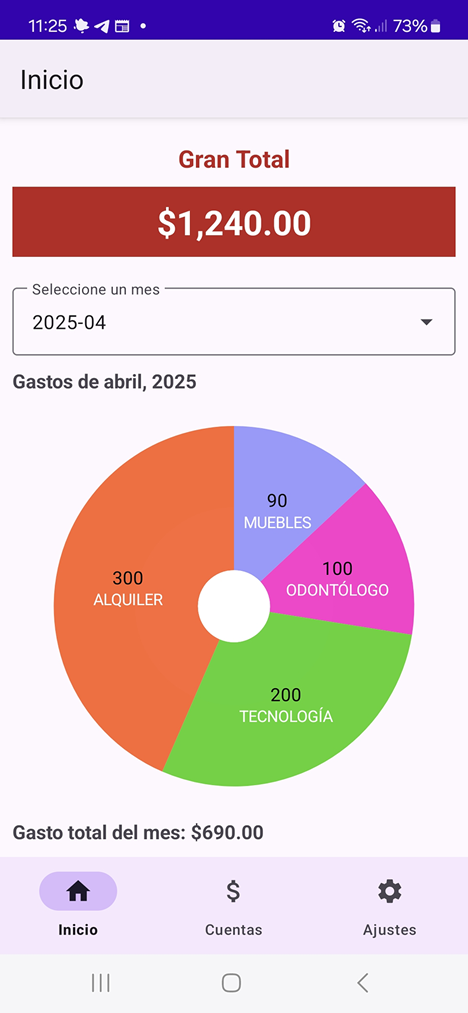 11:25
73%
Inicio
Gran Total
$1,240.00
Seleccione un mes
2025-04
Gastos de abril, 2025
90
MUEBLES
100
ODONTÓLOGO
300
ALQUILER
200
TECNOLOGÍA
Gasto total del mes: $690.00
Inicio
Cuentas
Ajustes